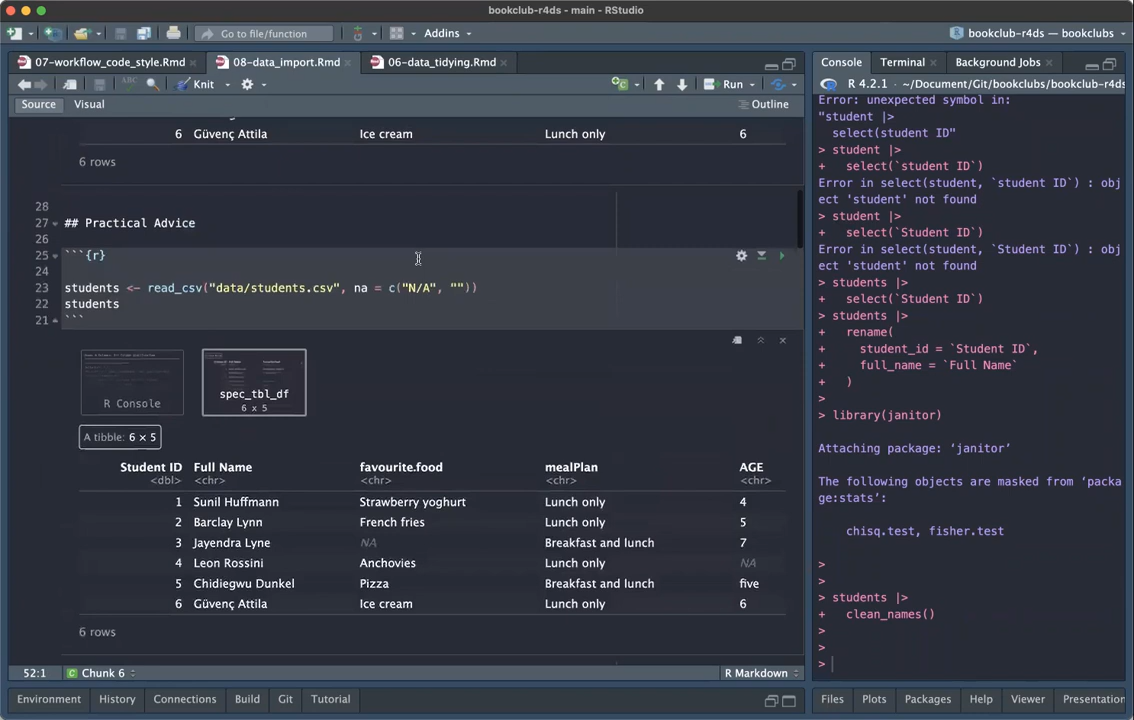 bookclub-r4ds - main - RStudio
Go to file/function
Addins
bookclub-r4ds — bookclubs
07-workflow_code_style.Rmd
08-data_import.Rmd
06-data_tidying.Rmd
ABC
Knit
Run
Source
Visual
Outline
6 Güvenç Attila Ice cream Lunch only 6
6 rows
28
27 ## Practical Advice
26
25 ```{r}
24
23 students <- read_csv("data/students.csv", na = c("N/A", ""))
22 students
21 ```
R Console
spec_tbl_df
6 x 5
A tibble: 6 × 5
Student ID Full Name favourite.food mealPlan AGE
<dbl> <chr> <chr> <chr> <chr>
1 Sunil Huffmann Strawberry yoghurt Lunch only 4
2 Barclay Lynn French fries Lunch only 5
3 Jayendra Lyne NA Breakfast and lunch 7
4 Leon Rossini Anchovies Lunch only NA
5 Chidiegwu Dunkel Pizza Breakfast and lunch five
6 Güvenç Attila Ice cream Lunch only 6
6 rows
52:1
Chunk 6
R Markdown
Environment
History
Connections
Build
Git
Tutorial
Console
Terminal
Background Jobs
R 4.2.1 · ~/Document/Git/bookclubs/bookclub-r4ds
Error: unexpected symbol in:
"student |>
select(student ID"
> student |>
+ select(`student ID`)
Error in select(student, `student ID`) : obj
ect 'student' not found
> student |>
+ select(`Student ID`)
Error in select(student, `Student ID`) : obj
ect 'student' not found
> students |>
+ select(`Student ID`)
> students |>
+ rename(
+ student_id = `Student ID`,
+ full_name = `Full Name`
+ )
>
> library(janitor)
Attaching package: ‘janitor’
The following objects are masked from ‘packa
ge:stats’:
chisq.test, fisher.test
>
>
> students |>
+ clean_names()
>
>
>
Files
Plots
Packages
Help
Viewer
Presentation